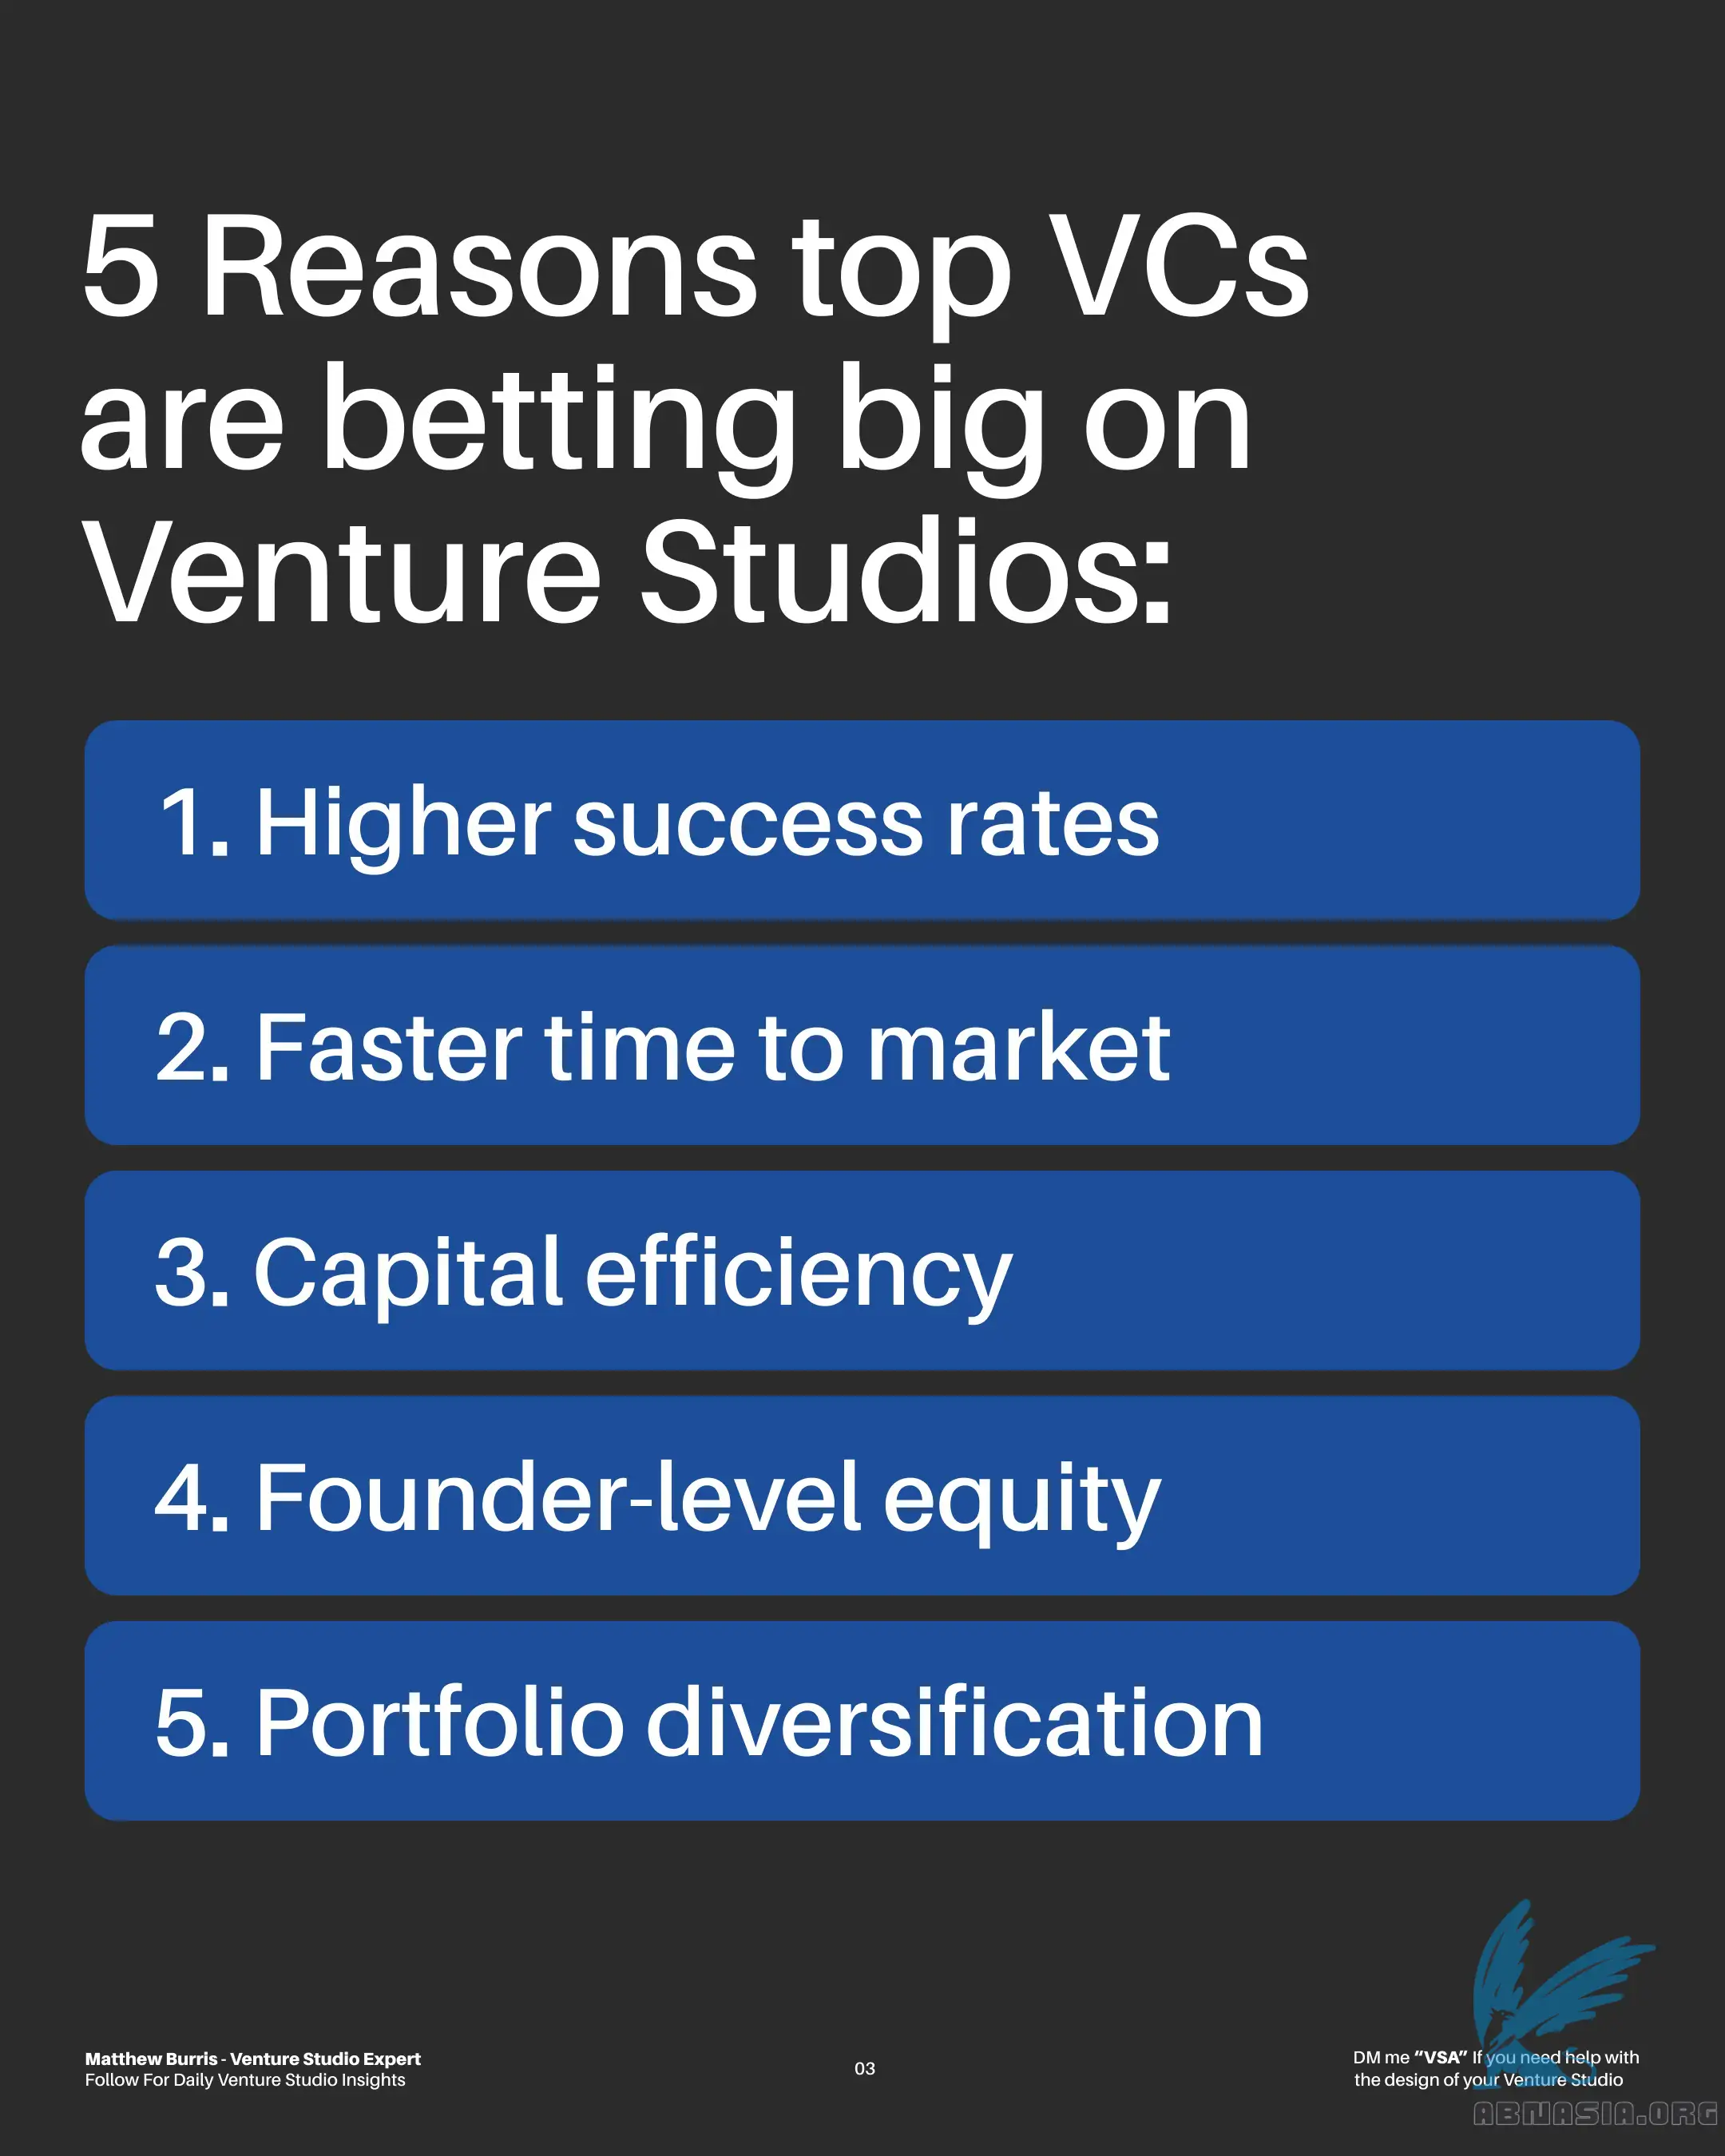 5 Reasons top VCs
are betting big on
Venture Studios:
1. Higher success rates
2. Faster time to market
3. Capital efficiency
4. Founder-level equity
5. Portfolio diversification
Matthew Burris - Venture Studio Expert
Follow For Daily Venture Studio Insights
03
DM me “VSA” If you need help with
the design of your Venture Studio
ABNASIA.ORG